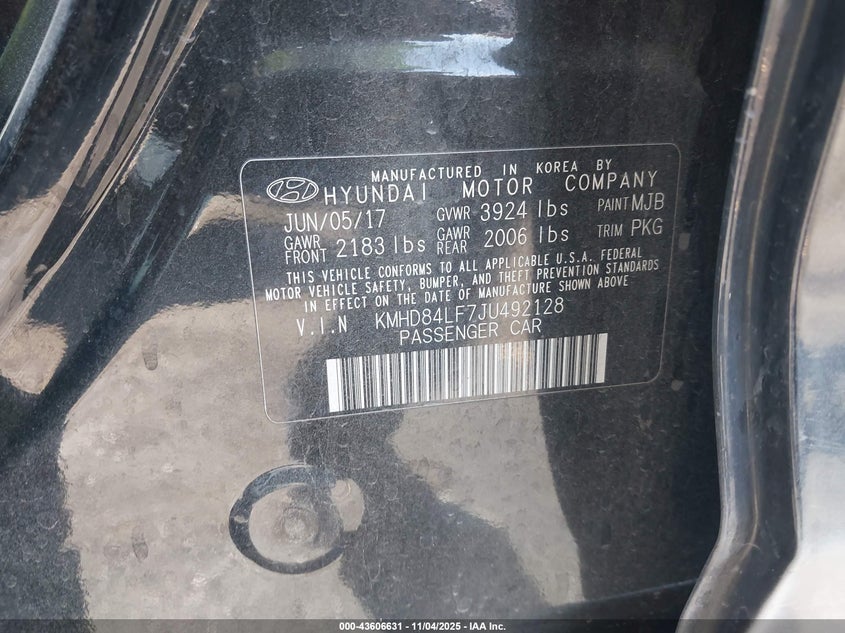 MANUFACTURED IN KOREA BY
HYUNDAI MOTOR COMPANY
JUN/05/17 GVWR 3924 lbs PAINT MJB
GAWR FRONT 2183 lbs GAWR REAR 2006 lbs TRIM PKG
THIS VEHICLE CONFORMS TO ALL APPLICABLE U.S.A. FEDERAL
MOTOR VEHICLE SAFETY, BUMPER, AND THEFT PREVENTION STANDARDS
IN EFFECT ON THE DATE OF MANUFACTURE SHOWN ABOVE
V.I.N KMHD84LF7JU492128
PASSENGER CAR
000-43606631 - 11/04/2025 - IAA Inc.